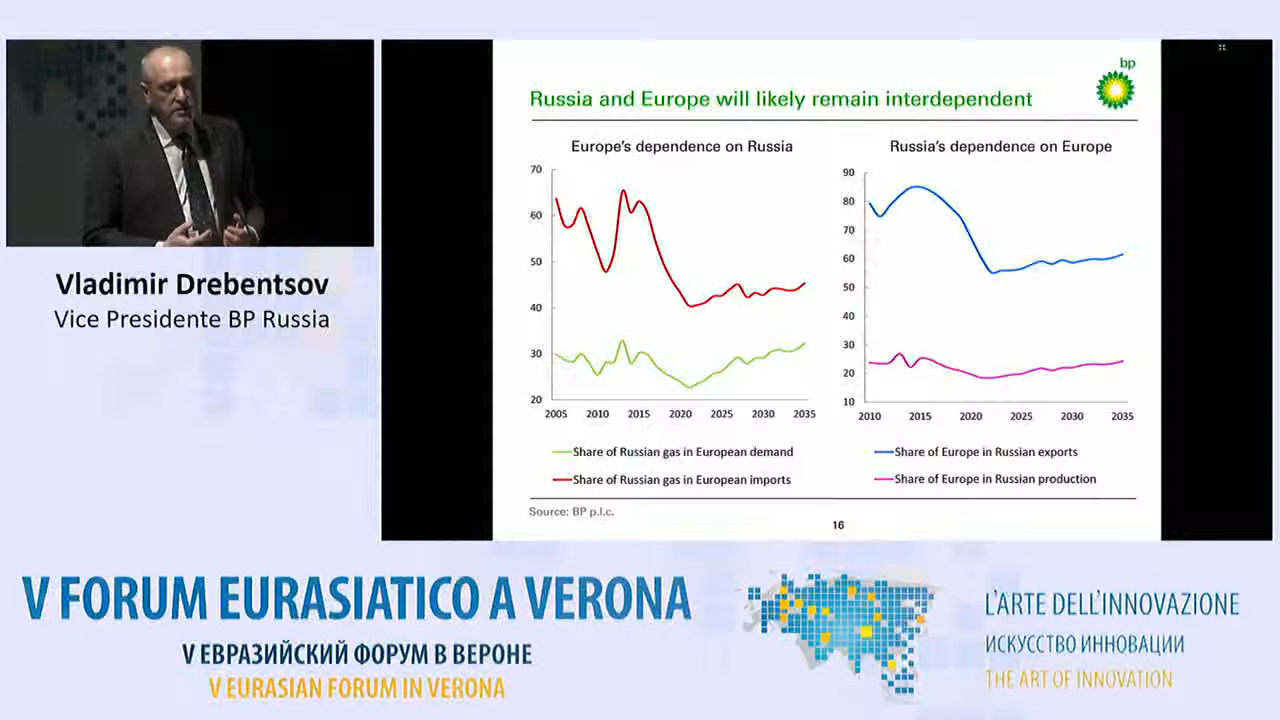 bp
Russia and Europe will likely remain interdependent
Europe's dependence on Russia
70
60
50
40
30
20
2005 2010 2015 2020 2025 2030 2035
Share of Russian gas in European demand
Share of Russian gas in European imports
Russia's dependence on Europe
90
80
70
60
50
40
30
20
10
2010 2015 2020 2025 2030 2035
Share of Europe in Russian exports
Share of Europe in Russian production
Source: BP p.l.c.
16
Vladimir Drebentsov
Vice Presidente BP Russia
V FORUM EURASIATICO A VERONA
V ЕВРАЗИЙСКИЙ ФОРУМ В ВЕРОНЕ
V EURASIAN FORUM IN VERONA
L'ARTE DELL'INNOVAZIONE
ИСКУССТВО ИННОВАЦИИ
THE ART OF INNOVATION